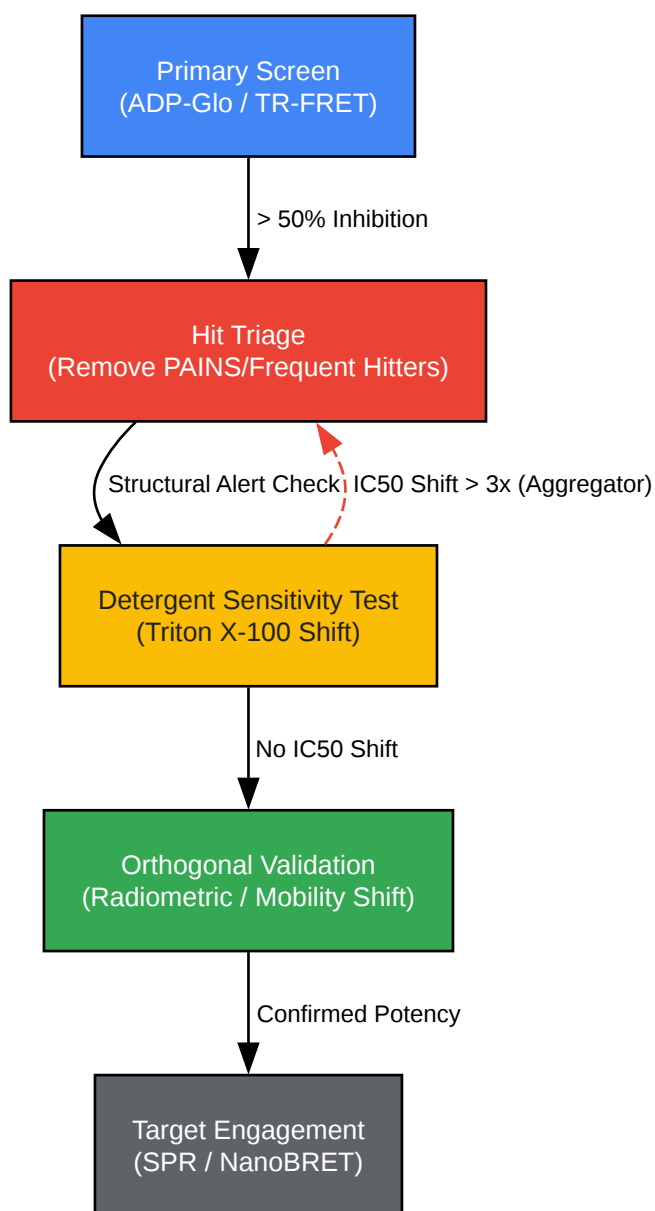 Primary Screen
(ADP-Glo / TR-FRET)
> 50% Inhibition
Hit Triage
(Remove PAINS/Frequent Hitters)
Structural Alert Check
IC50 Shift > 3x (Aggregator)
Detergent Sensitivity Test
(Triton X-100 Shift)
No IC50 Shift
Orthogonal Validation
(Radiometric / Mobility Shift)
Confirmed Potency
Target Engagement
(SPR / NanoBRET)